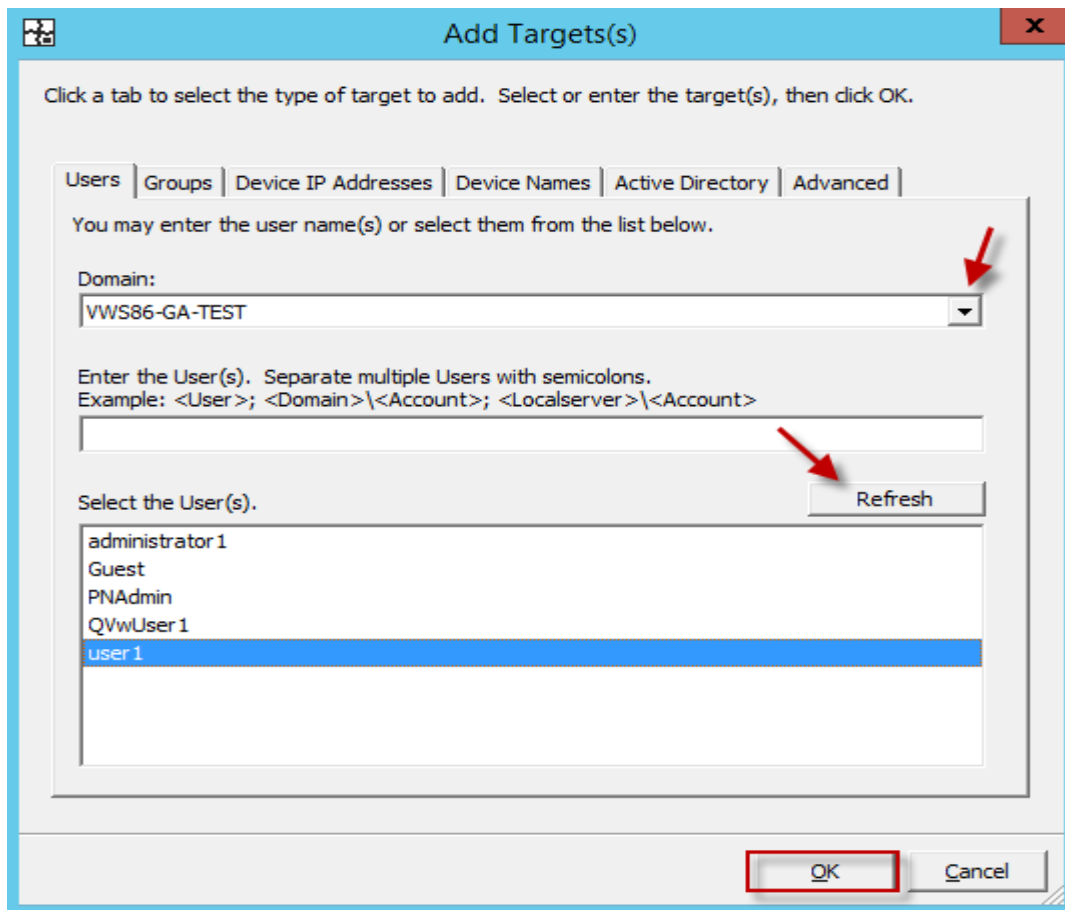 Add Targets(s)
x
Click a tab to select the type of target to add.  Select or enter the target(s), then click OK.
Users Groups Device IP Addresses Device Names Active Directory Advanced
You may enter the user name(s) or select them from the list below.
Domain:
VWS86-GA-TEST
Enter the User(s).  Separate multiple Users with semicolons.
Example: <User>; <Domain>\<Account>; <Localserver>\<Account>
Select the User(s).
Refresh
administrator1
Guest
PNAdmin
QVwUser1
user1
OK Cancel